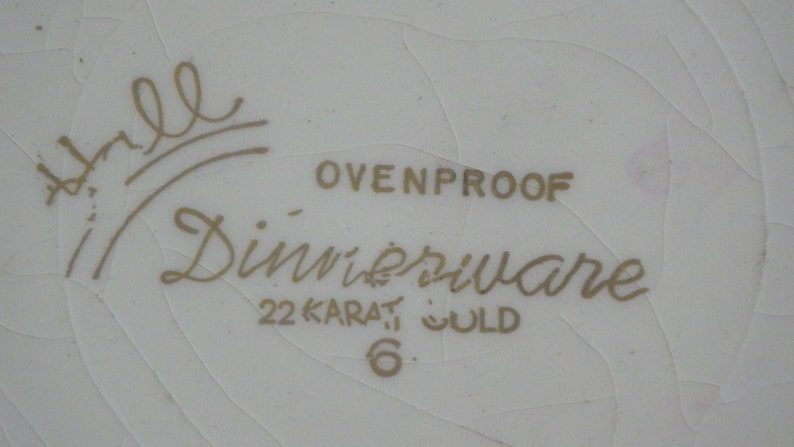 Hall
OVENPROOF
Dinnerware
22 KARAT GOLD
6